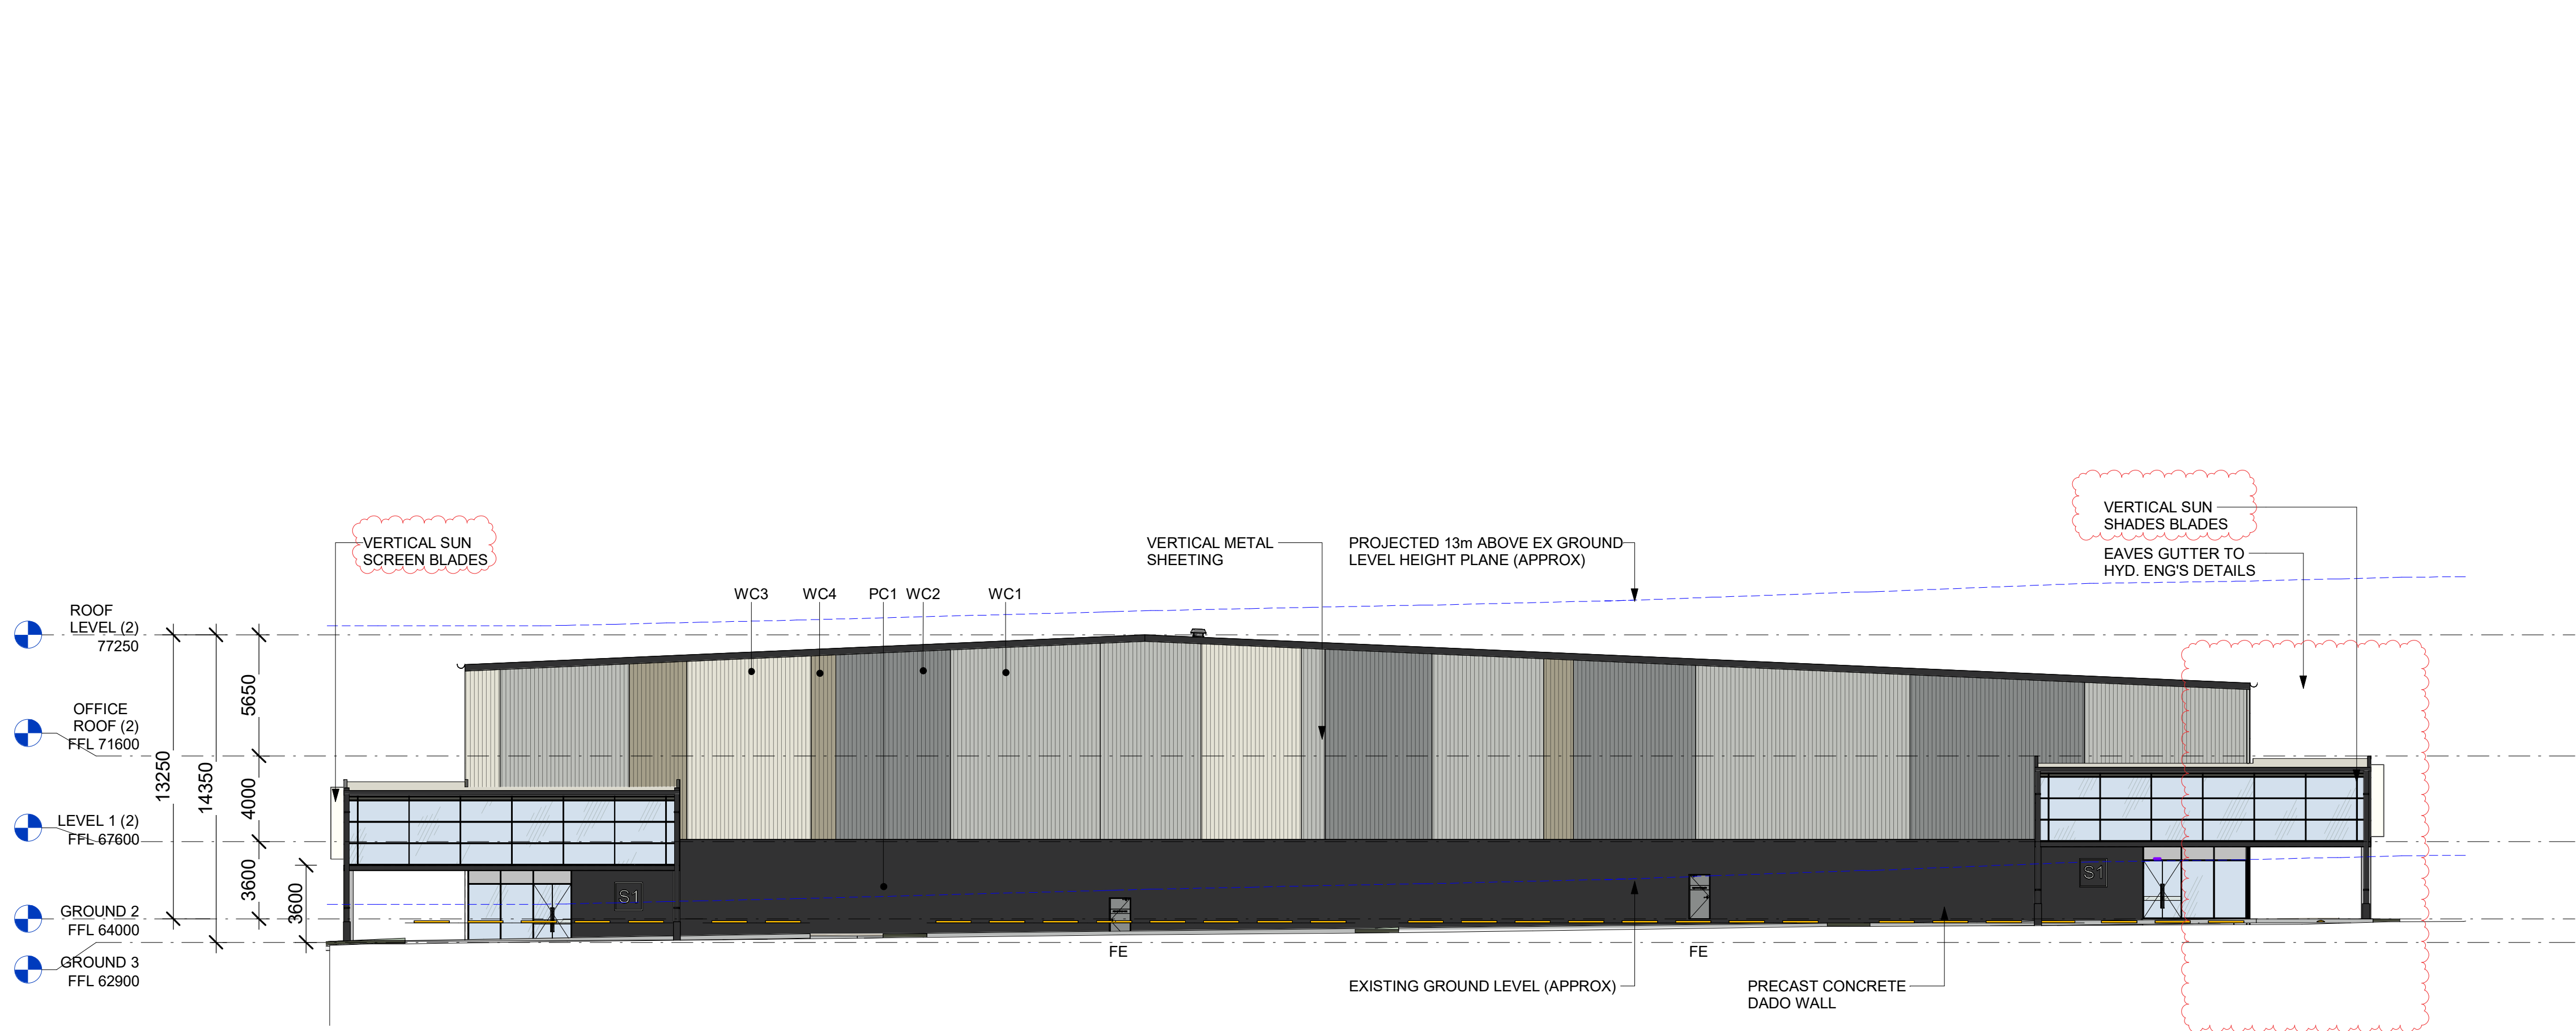 VERTICAL SUN
SHADES BLADES
VERTICAL SUN
SCREEN BLADES
VERTICAL METAL
SHEETING
PROJECTED 13m ABOVE EX GROUND
LEVEL HEIGHT PLANE (APPROX)
EAVES GUTTER TO
HYD. ENG'S DETAILS
WC3
WC4
PC1
WC2
WC1
ROOF
LEVEL (2)
77250
OFFICE
ROOF (2)
FFL 71600
LEVEL 1 (2)
FFL 67600
GROUND 2
FFL 64000
GROUND 3
FFL 62900
13250
14350
5650
4000
3600
3600
S1
S1
FE
FE
EXISTING GROUND LEVEL (APPROX)
PRECAST CONCRETE
DADO WALL